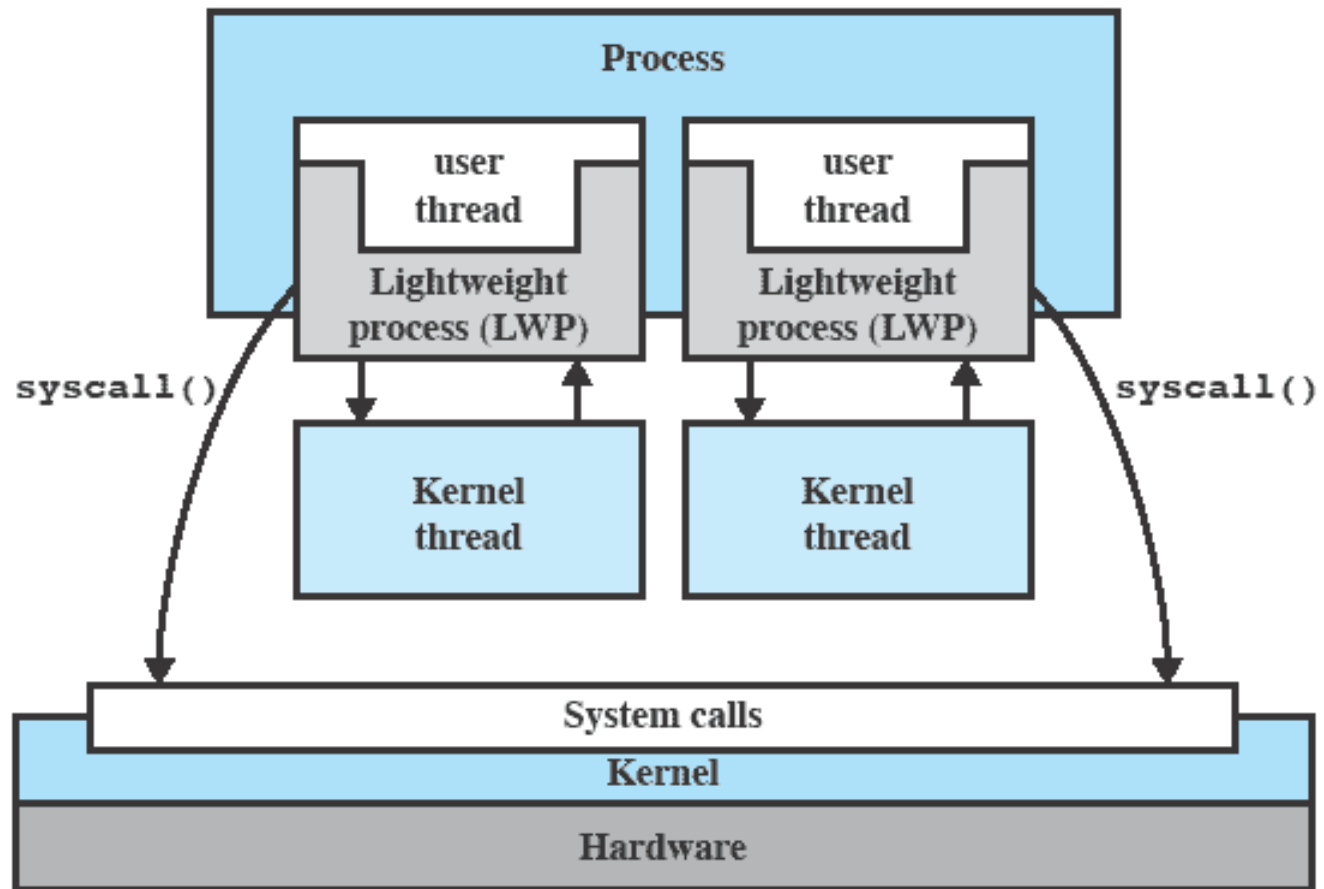 Process
user
thread
user
thread
Lightweight
process (LWP)
Lightweight
process (LWP)
syscall()
syscall()
Kernel
thread
Kernel
thread
System calls
Kernel
Hardware